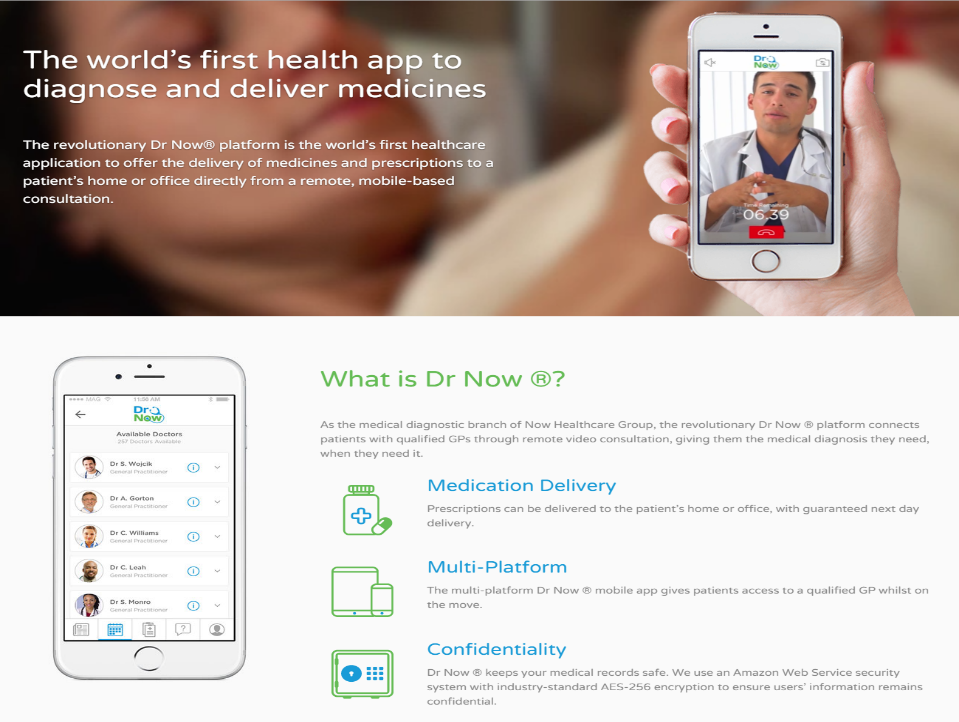 The world's first health app to
diagnose and deliver medicines
The revolutionary Dr Now® platform is the world's first healthcare
application to offer the delivery of medicines and prescriptions to a
patient's home or office directly from a remote, mobile-based
consultation.
Dr
Now
Time Remaining
06.39
What is Dr Now ®?
As the medical diagnostic branch of Now Healthcare Group, the revolutionary Dr Now ® platform connects
patients with qualified GPs through remote video consultation, giving them the medical diagnosis they need,
when they need it.
Medication Delivery
Prescriptions can be delivered to the patient's home or office, with guaranteed next day
delivery.
Multi-Platform
The multi-platform Dr Now ® mobile app gives patients access to a qualified GP whilst on
the move.
Confidentiality
Dr Now ® keeps your medical records safe. We use an Amazon Web Service security
system with industry-standard AES-256 encryption to ensure users' information remains
confidential.
MAG 11:56 AM
Dr
Now
Available Doctors
257 Doctors Available
Dr S. Wojcik
General Practitioner
Dr A. Gorton
General Practitioner
Dr C. Williams
General Practitioner
Dr C. Leah
General Practitioner
Dr S. Monro
General Practitioner